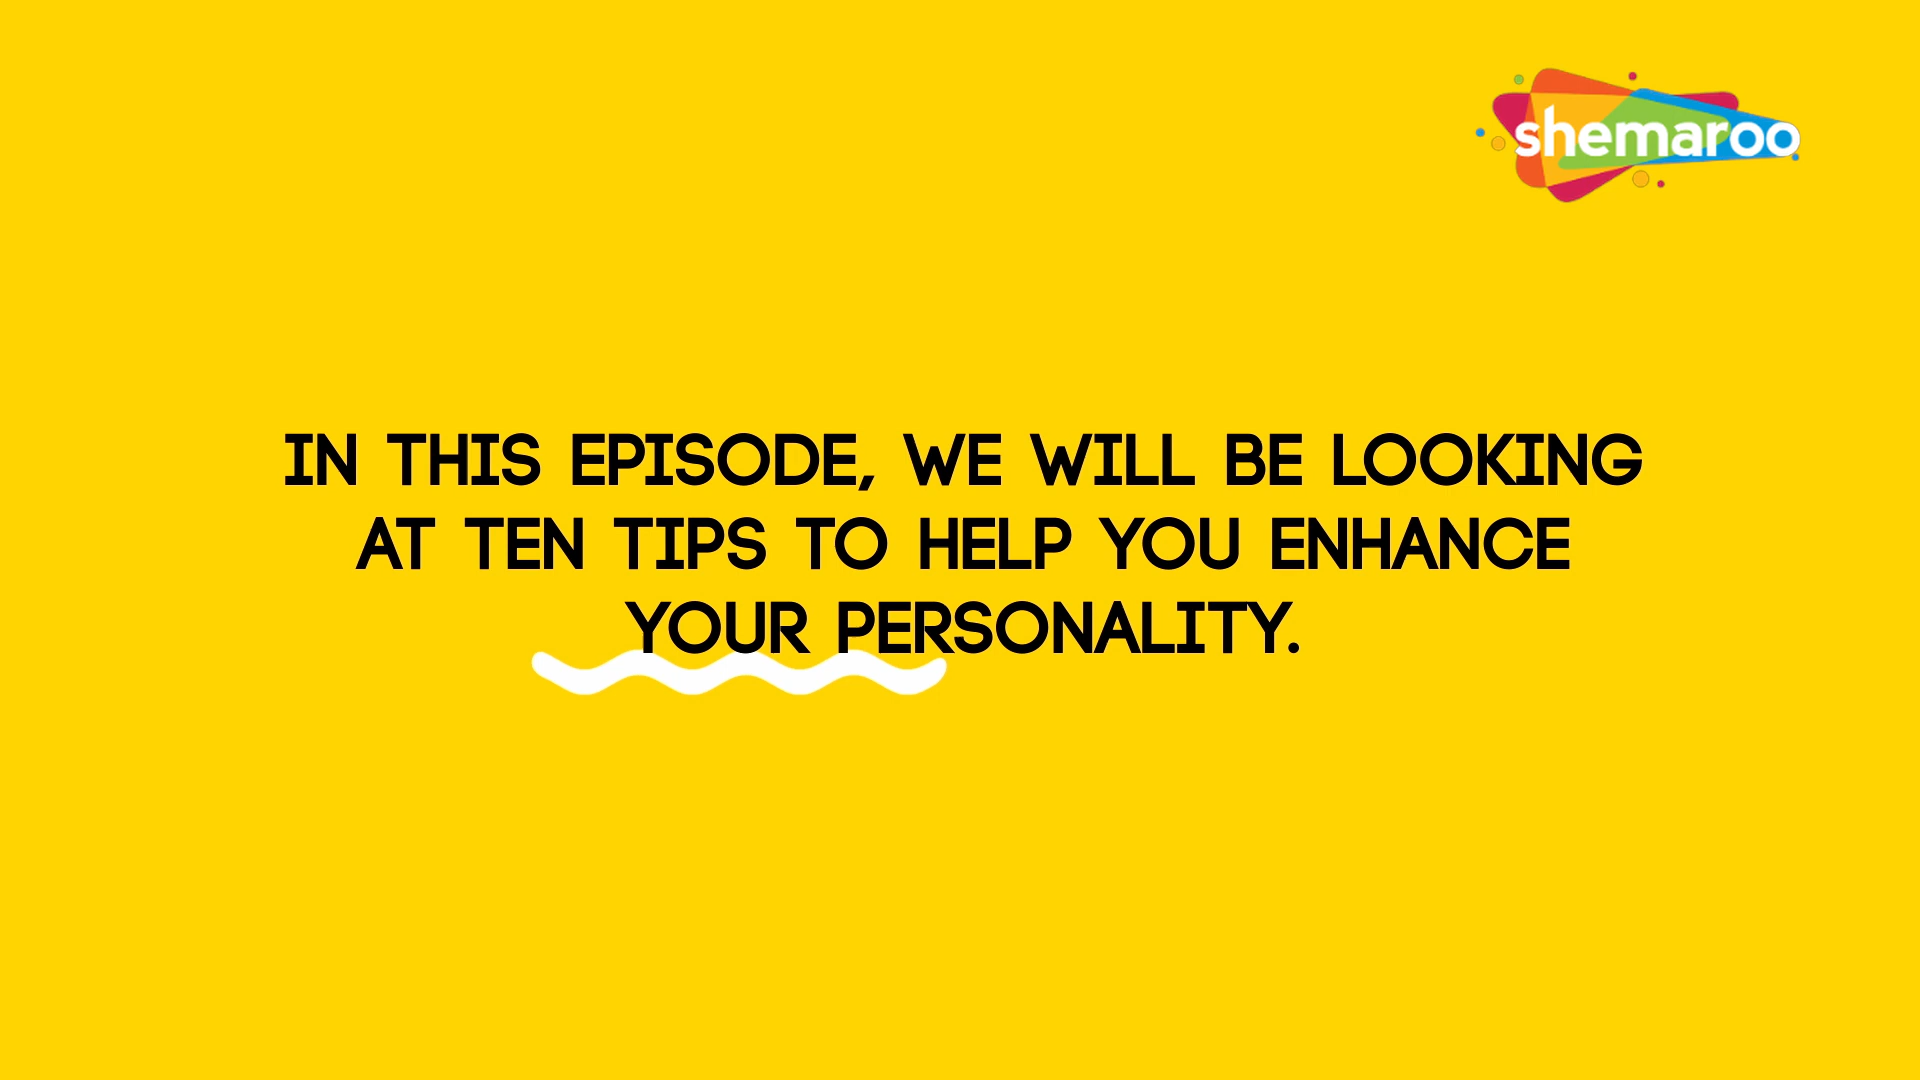 shemaroo
IN THIS EPISODE, WE WILL BE LOOKING
AT TEN TIPS TO HELP YOU ENHANCE
YOUR PERSONALITY.